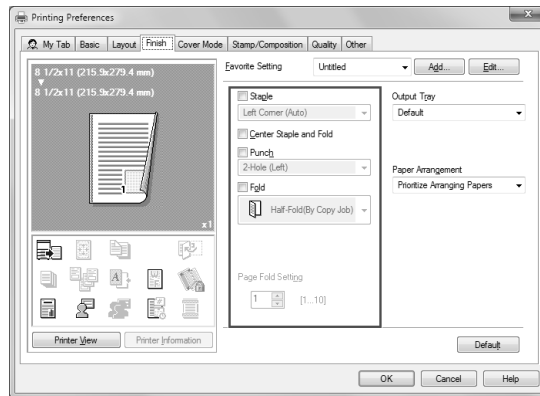 Printing Preferences
My Tab Basic Layout Finish Cover Mode Stamp/Composition Quality Other
8 1/2x11 (215.9x279.4 mm)
8 1/2x11 (215.9x279.4 mm)
1
x1
Printer View Printer Information
Favorite Setting Untitled Add... Edit...
Staple
Left Corner (Auto)
Center Staple and Fold
Punch
2-Hole (Left)
Fold
Half-Fold(By Copy Job)
Page Fold Setting
1 [1...10]
Output Tray
Default
Paper Arrangement
Prioritize Arranging Papers
Default
OK Cancel Help